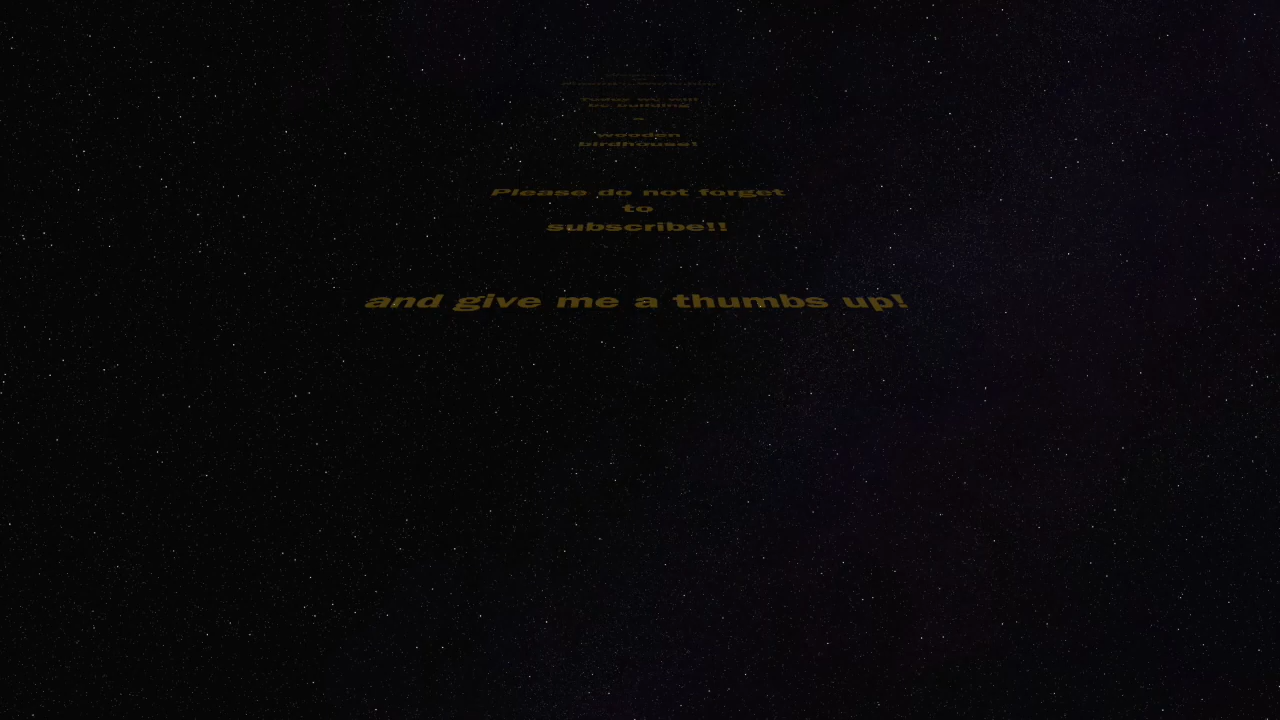 Today we will
be building
a
wooden
birdhouse!
Please do not forget
to
subscribe!!
and give me a thumbs up!